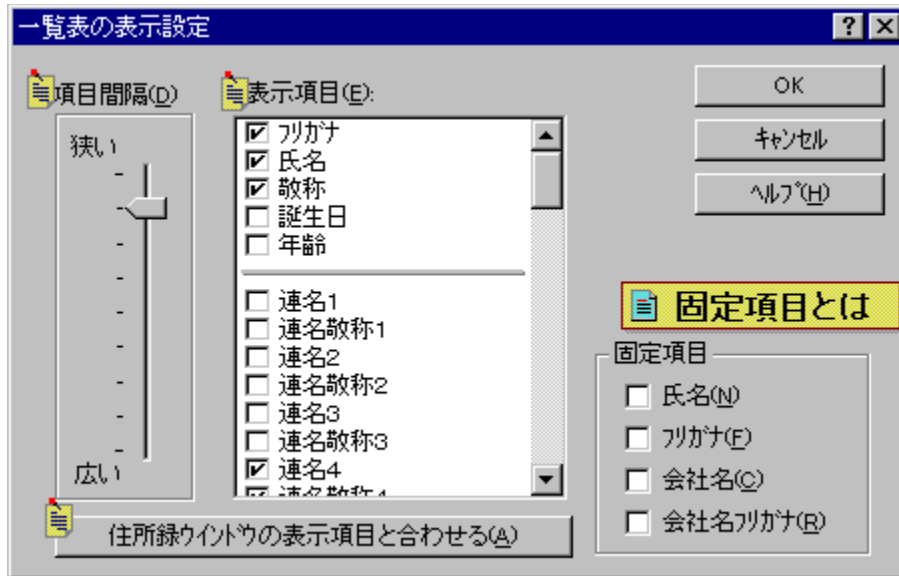 一覧表の表示設定
項目間隔(D)
狭い
広い
表示項目(E):
フリガナ
氏名
敬称
誕生日
年齢
連名1
連名敬称1
連名2
連名敬称2
連名3
連名敬称3
連名4
連名敬称4
住所録ウインドウの表示項目と合わせる(A)
OK
キャンセル
ヘルプ(H)
固定項目とは
固定項目
氏名(N)
フリガナ(F)
会社名(C)
会社名フリガナ(R)